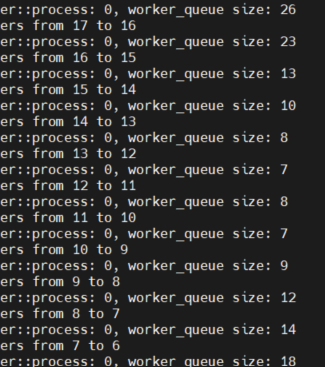 er::process: 0, worker_queue size: 26
ers from 17 to 16
er::process: 0, worker_queue size: 23
ers from 16 to 15
er::process: 0, worker_queue size: 13
ers from 15 to 14
er::process: 0, worker_queue size: 10
ers from 14 to 13
er::process: 0, worker_queue size: 8
ers from 13 to 12
er::process: 0, worker_queue size: 7
ers from 12 to 11
er::process: 0, worker_queue size: 8
ers from 11 to 10
er::process: 0, worker_queue size: 7
ers from 10 to 9
er::process: 0, worker_queue size: 9
ers from 9 to 8
er::process: 0, worker_queue size: 12
ers from 8 to 7
er::process: 0, worker_queue size: 14
ers from 7 to 6
er::process: 0, worker_queue size: 18